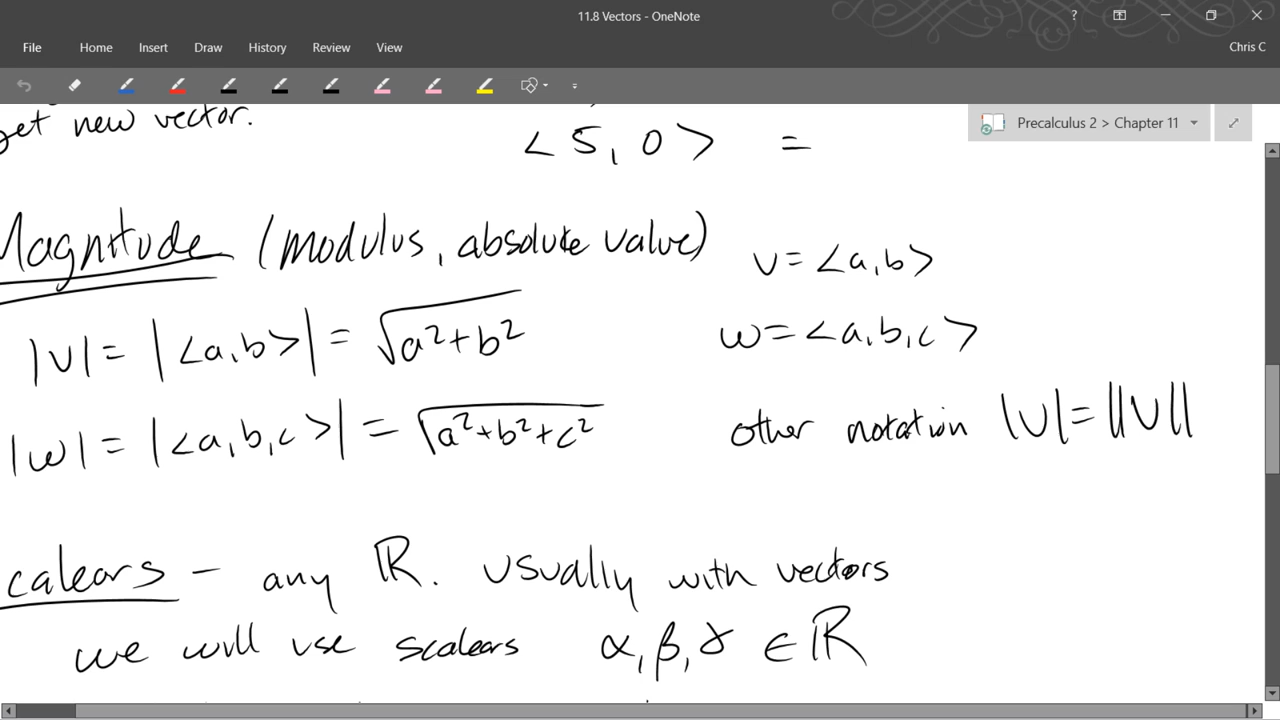 11.8 Vectors - OneNote
?
File Home Insert Draw History Review View
Chris C
Precalculus 2 > Chapter 11
get new vector.
< 5, 0 > =
Magnitude (modulus, absolute value)
v = <a,b>
|v| = |<a,b>| = √a²+b²
w = <a,b,c>
|w| = |<a,b,c>| = √a²+b²+c²
other notation |v| = ||v||
calears - any ℝ. usually with vectors
we will use scalears α, β, γ ∈ ℝ